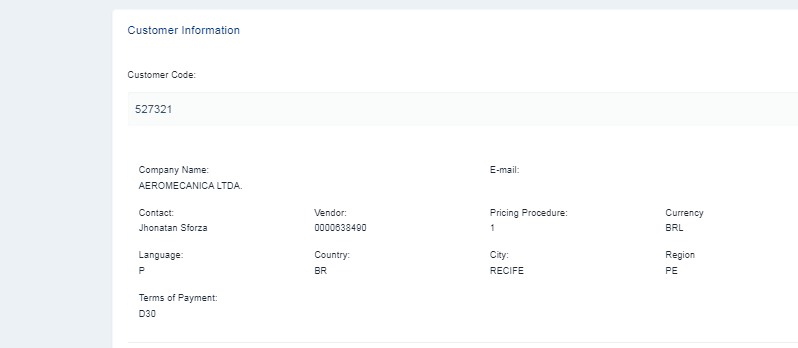 Customer Information
Customer Code:
527321
Company Name: E-mail:
AEROMECANICA LTDA.
Contact: Vendor: Pricing Procedure: Currency
Jhonatan Sforza 0000638490 1 BRL
Language: Country: City: Region
P BR RECIFE PE
Terms of Payment:
D30